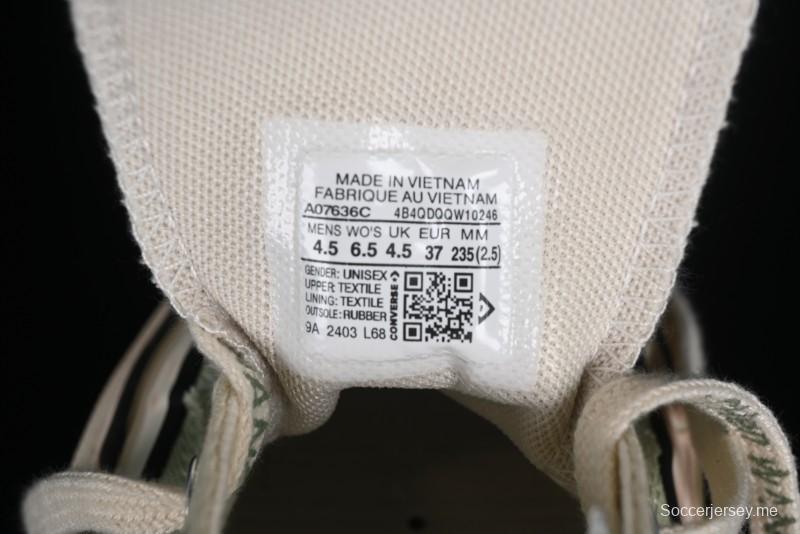 MADE IN VIETNAM
FABRIQUE AU VIETNAM
A07636C 4B4QDQQW10246
MENS WO'S UK EUR MM
4.5 6.5 4.5 37 235(2.5)
GENDER: UNISEX
UPPER: TEXTILE
LINING: TEXTILE
OUTSOLE: RUBBER
9A 2403 L68
CONVERSE
Soccerjersey.me